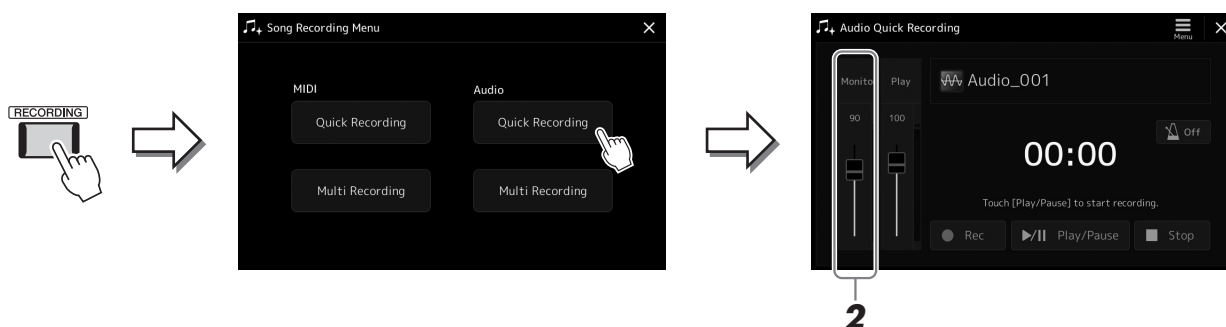 RECORDING
Song Recording Menu
MIDI
Audio
Quick Recording
Quick Recording
Multi Recording
Multi Recording
Audio Quick Recording
Menu
Monito
Play
Audio_001
90
100
Off
00:00
Touch [Play/Pause] to start recording.
Rec
Play/Pause
Stop
2